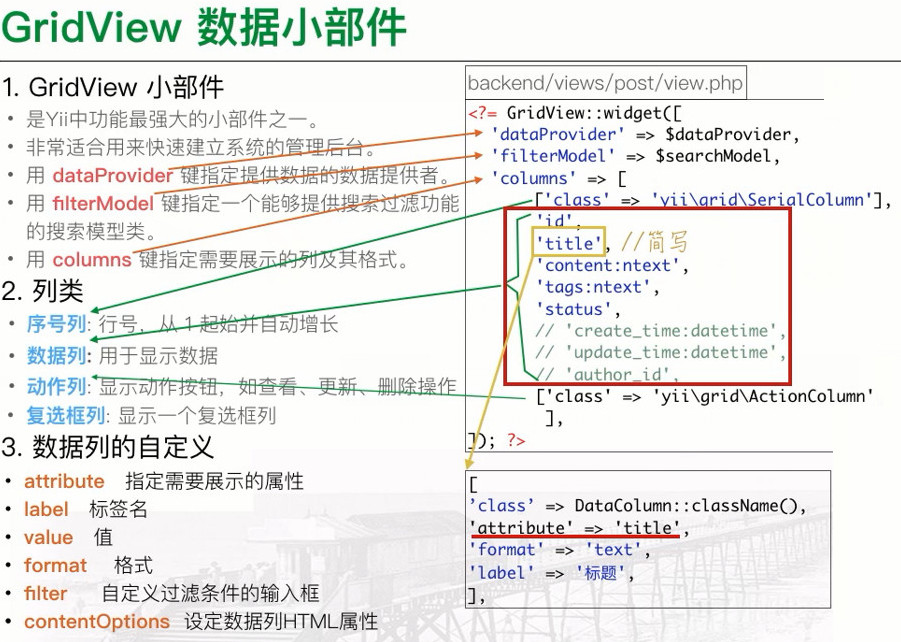 GridView 数据小部件
1. GridView 小部件
• 是Yii中功能最强大的小部件之一。
• 非常适合用来快速建立系统的管理后台。
• 用 dataProvider 键指定提供数据的数据提供者。
• 用 filterModel 键指定一个能够提供搜索过滤功能
的搜索模型类。
• 用 columns 键指定需要展示的列及其格式。
2. 列类
• 序号列: 行号，从 1 起始并自动增长
• 数据列: 用于显示数据
• 动作列: 显示动作按钮，如查看、更新、删除操作
• 复选框列: 显示一个复选框列
3. 数据列的自定义
• attribute 指定需要展示的属性
• label 标签名
• value 值
• format 格式
• filter 自定义过滤条件的输入框
• contentOptions 设定数据列HTML属性
backend/views/post/view.php
<?= GridView::widget([
'dataProvider' => $dataProvider,
'filterModel' => $searchModel,
'columns' => [
['class' => 'yii\grid\SerialColumn'],
'id',
'title', //简写
'content:ntext',
'tags:ntext',
'status',
// 'create_time:datetime',
// 'update_time:datetime',
// 'author_id',
['class' => 'yii\grid\ActionColumn'
],
]); ?>
[
’class’ => DataColumn::className(),
'attribute' => 'title',
'format' => 'text',
'label' => '标题',
],